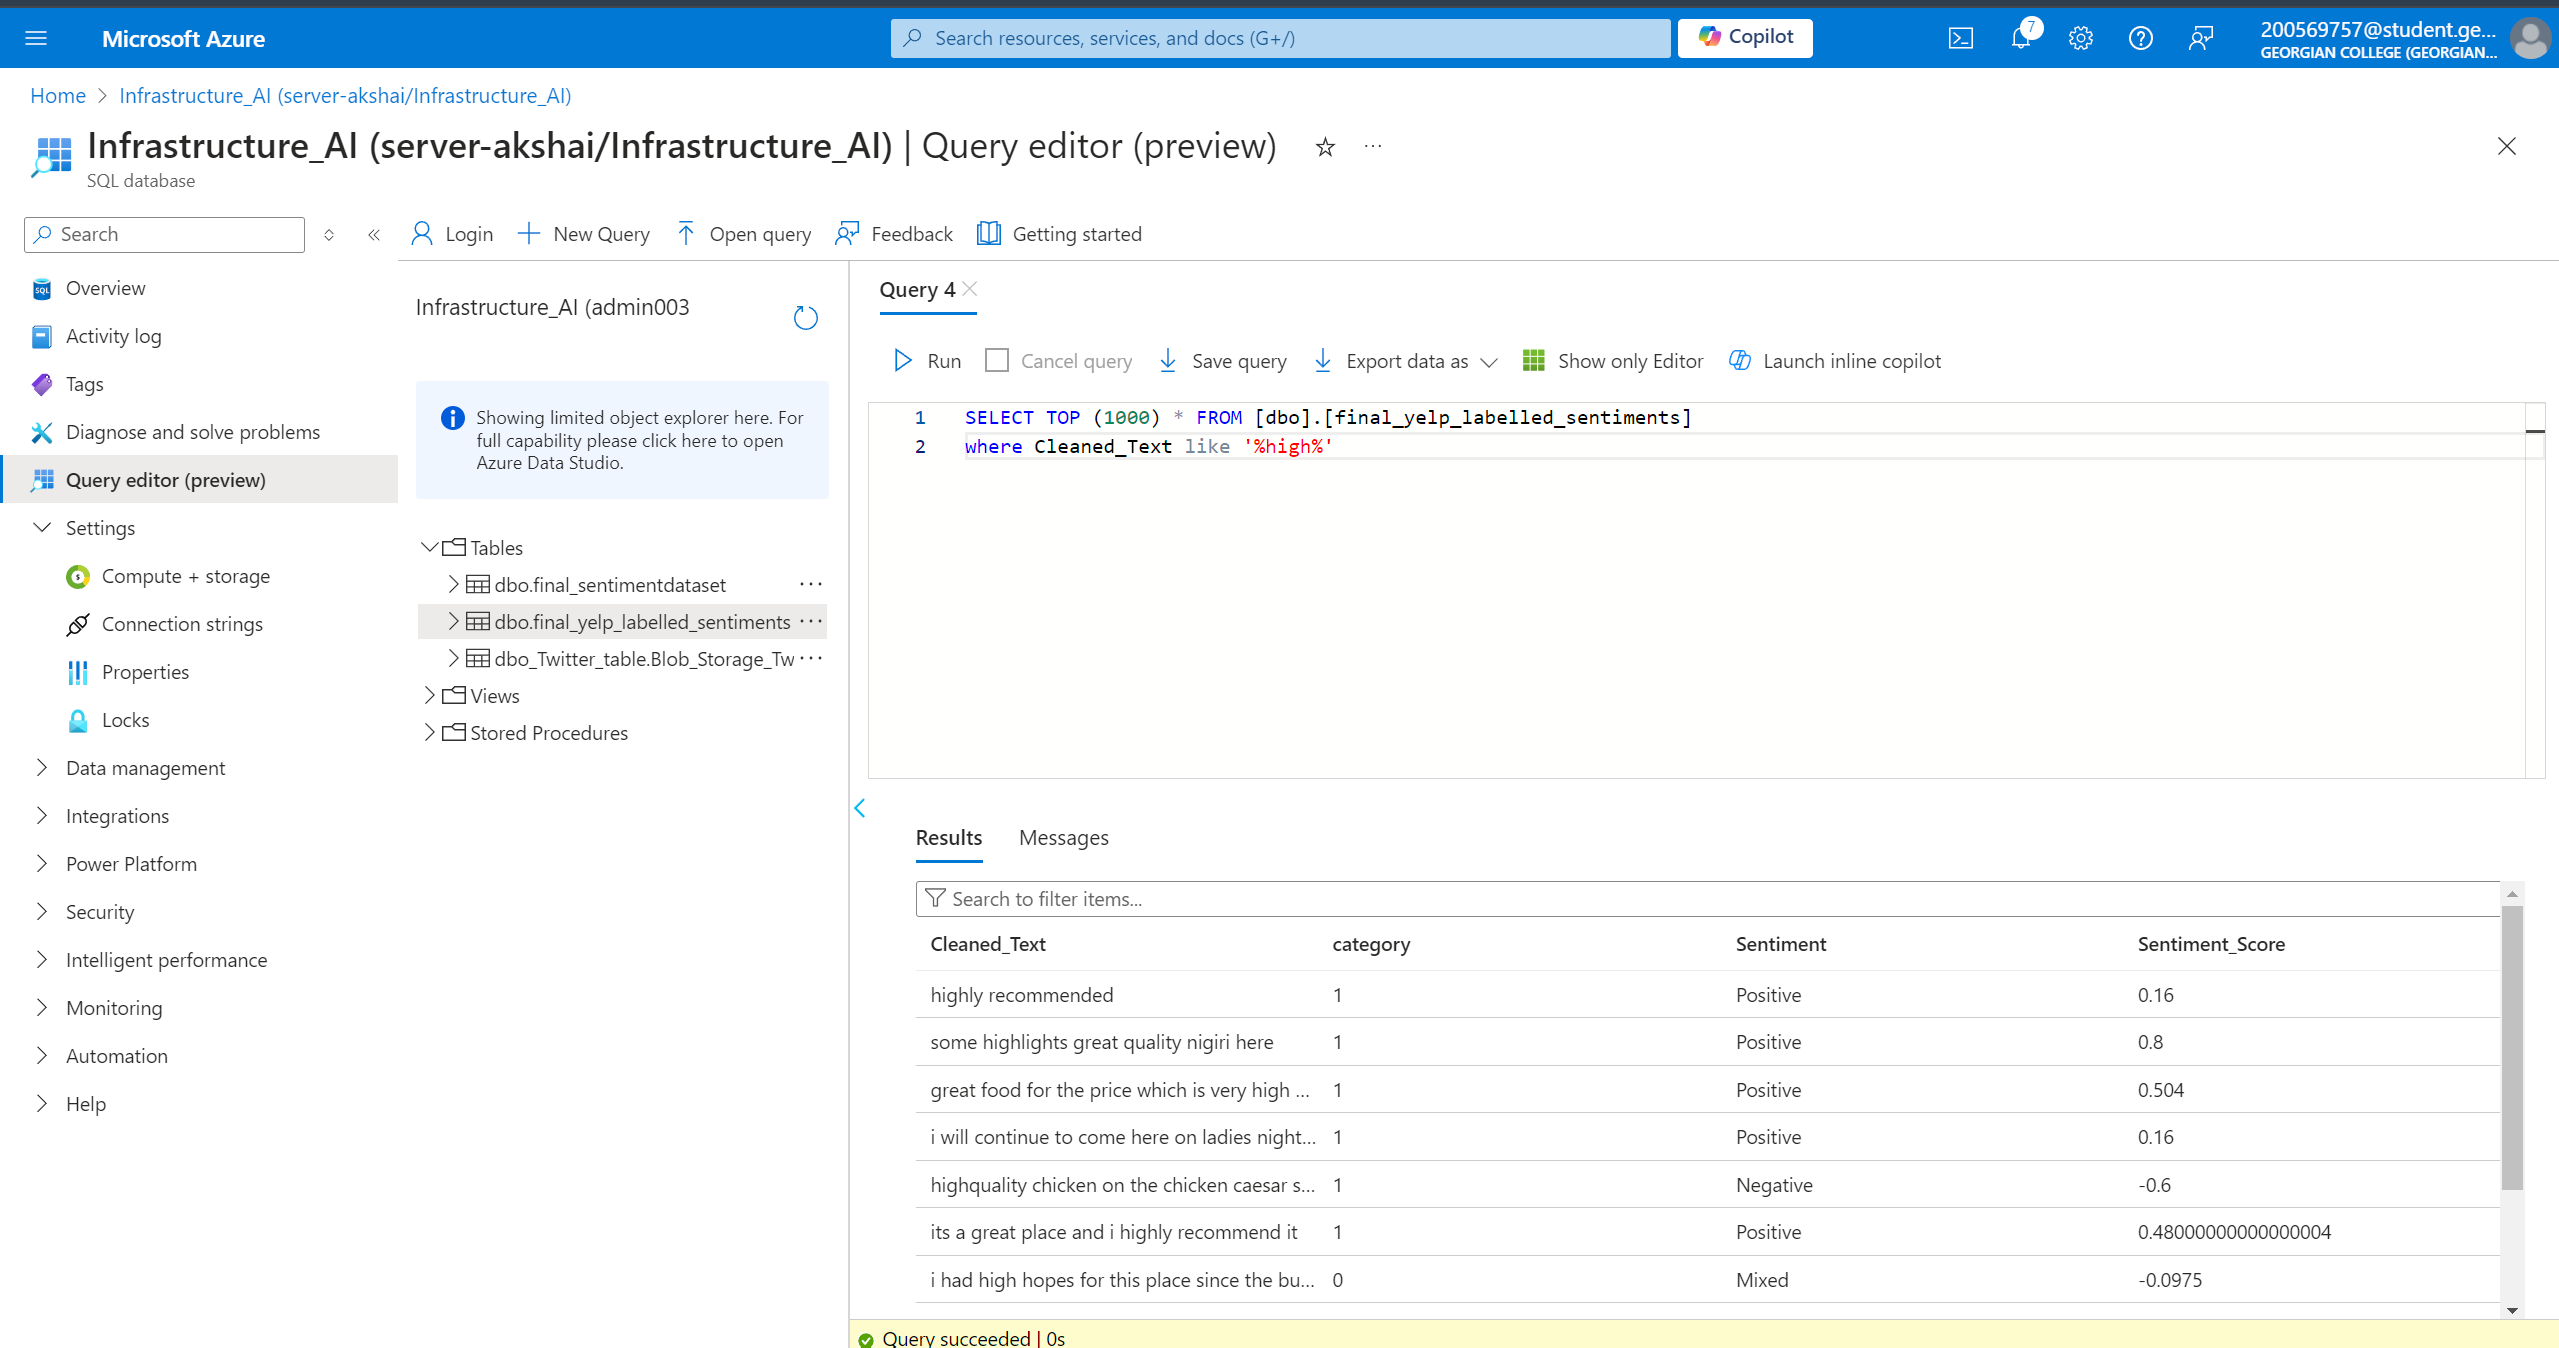 Microsoft Azure
Search resources, services, and docs (G+/)
Copilot
7
200569757@student.ge...
GEORGIAN COLLEGE (GEORGIAN...
Home > Infrastructure_AI (server-akshai/Infrastructure_AI)
Infrastructure_AI (server-akshai/Infrastructure_AI) | Query editor (preview)
SQL database
Search
Login
New Query
Open query
Feedback
Getting started
Overview
Activity log
Tags
Diagnose and solve problems
Query editor (preview)
Settings
Compute + storage
Connection strings
Properties
Locks
Data management
Integrations
Power Platform
Security
Intelligent performance
Monitoring
Automation
Help
Infrastructure_AI (admin003
Showing limited object explorer here. For
full capability please click here to open
Azure Data Studio.
Tables
dbo.final_sentimentdataset ...
dbo.final_yelp_labelled_sentiments ...
dbo_Twitter_table.Blob_Storage_Tw ...
Views
Stored Procedures
Query 4
Run
Cancel query
Save query
Export data as
Show only Editor
Launch inline copilot
1 SELECT TOP (1000) * FROM [dbo].[final_yelp_labelled_sentiments]
2 where Cleaned_Text like '%high%'
Results Messages
Search to filter items...
Cleaned_Text category Sentiment Sentiment_Score
highly recommended 1 Positive 0.16
some highlights great quality nigiri here 1 Positive 0.8
great food for the price which is very high ... 1 Positive 0.504
i will continue to come here on ladies night... 1 Positive 0.16
highquality chicken on the chicken caesar s... 1 Negative -0.6
its a great place and i highly recommend it 1 Positive 0.48000000000000004
i had high hopes for this place since the bu... 0 Mixed -0.0975
Query succeeded | 0s